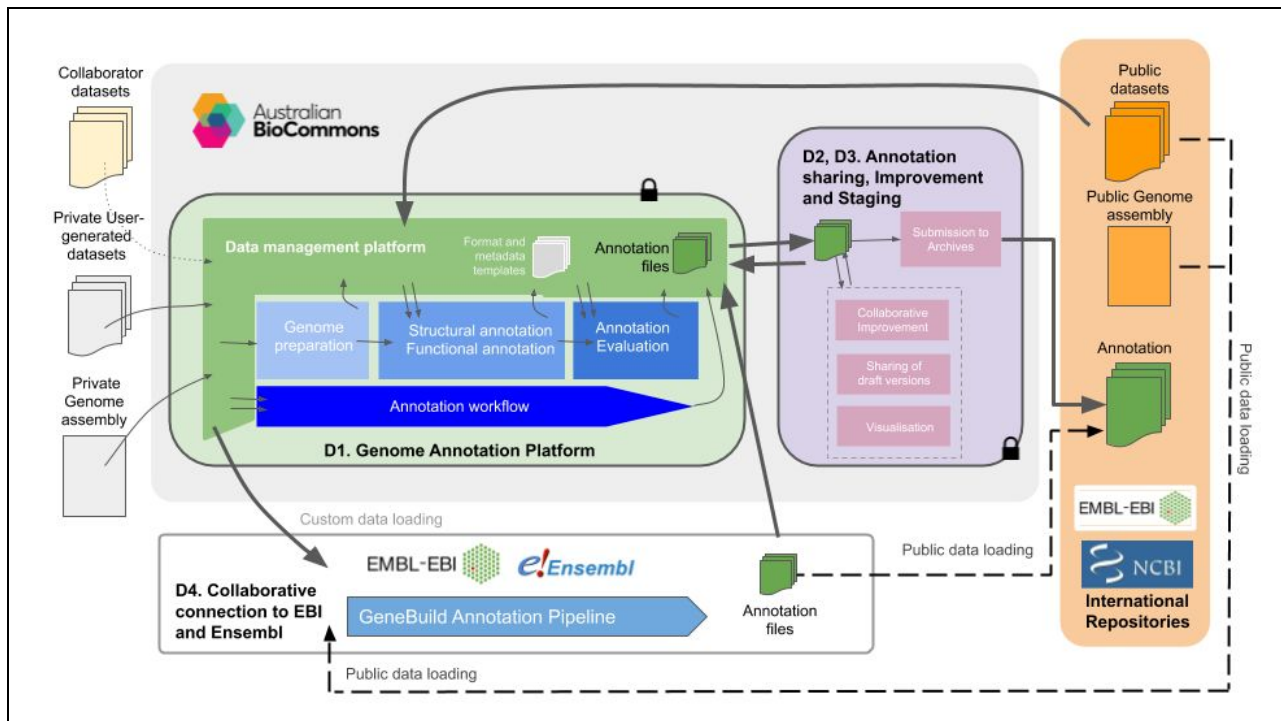 Collaborator
datasets
Private User-
generated
datasets
Private
Genome
assembly
Australian
BioCommons
Data management platform
Format and
metadata
templates
Annotation
files
Genome
preparation
Structural annotation
Functional annotation
Annotation
Evaluation
Annotation workflow
D1. Genome Annotation Platform
D2, D3. Annotation
sharing, Improvement
and Staging
Submission to
Archives
Collaborative
Improvement
Sharing of
draft versions
Visualisation
Public
datasets
Public Genome
assembly
Annotation
EMBL-EBI
NCBI
International
Repositories
Public data loading
Custom data loading
D4. Collaborative
connection to EBI
and Ensembl
EMBL-EBI
e!Ensembl
GeneBuild Annotation Pipeline
Annotation
files
Public data loading
Public data loading